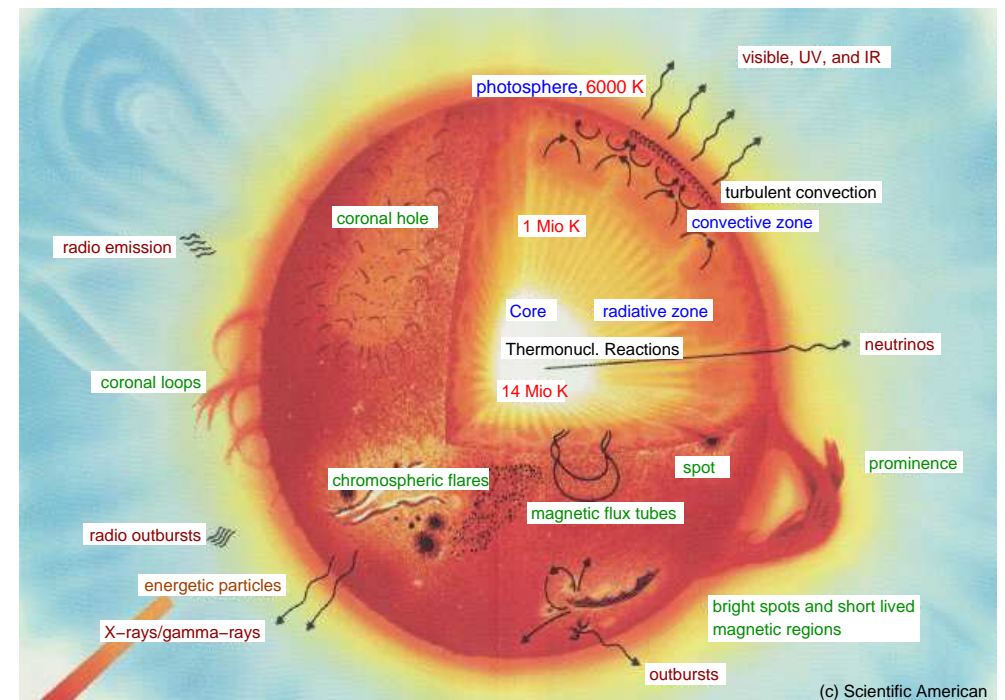 visible, UV, and IR
photosphere, 6000 K
turbulent convection
coronal hole
1 Mio K
convective zone
radio emission
Core
radiative zone
Thermonucl. Reactions
neutrinos
coronal loops
14 Mio K
spot
prominence
chromospheric flares
magnetic flux tubes
radio outbursts
energetic particles
bright spots and short lived
magnetic regions
X−rays/gamma−rays
outbursts
(c) Scientific American